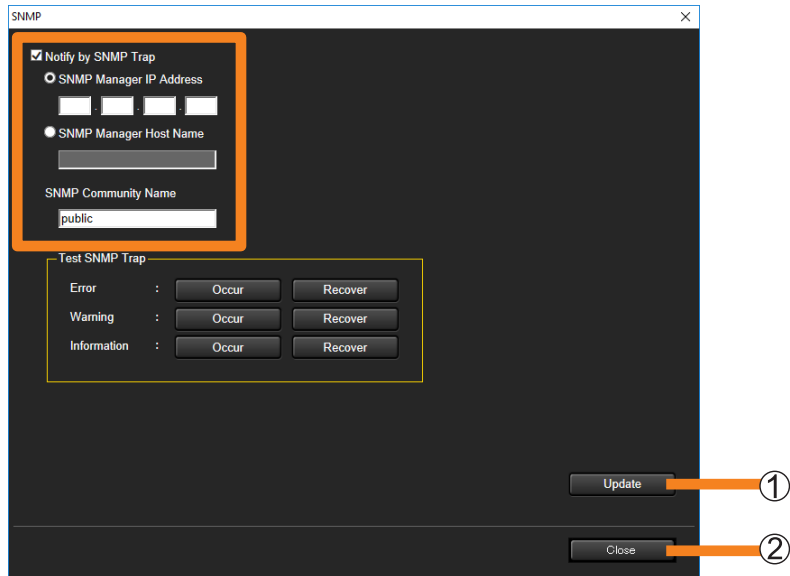 SNMP
Notify by SNMP Trap
SNMP Manager IP Address
. . .
SNMP Manager Host Name
SNMP Community Name
public
Test SNMP Trap
Error : Occur Recover
Warning : Occur Recover
Information : Occur Recover
Update ①
Close ②